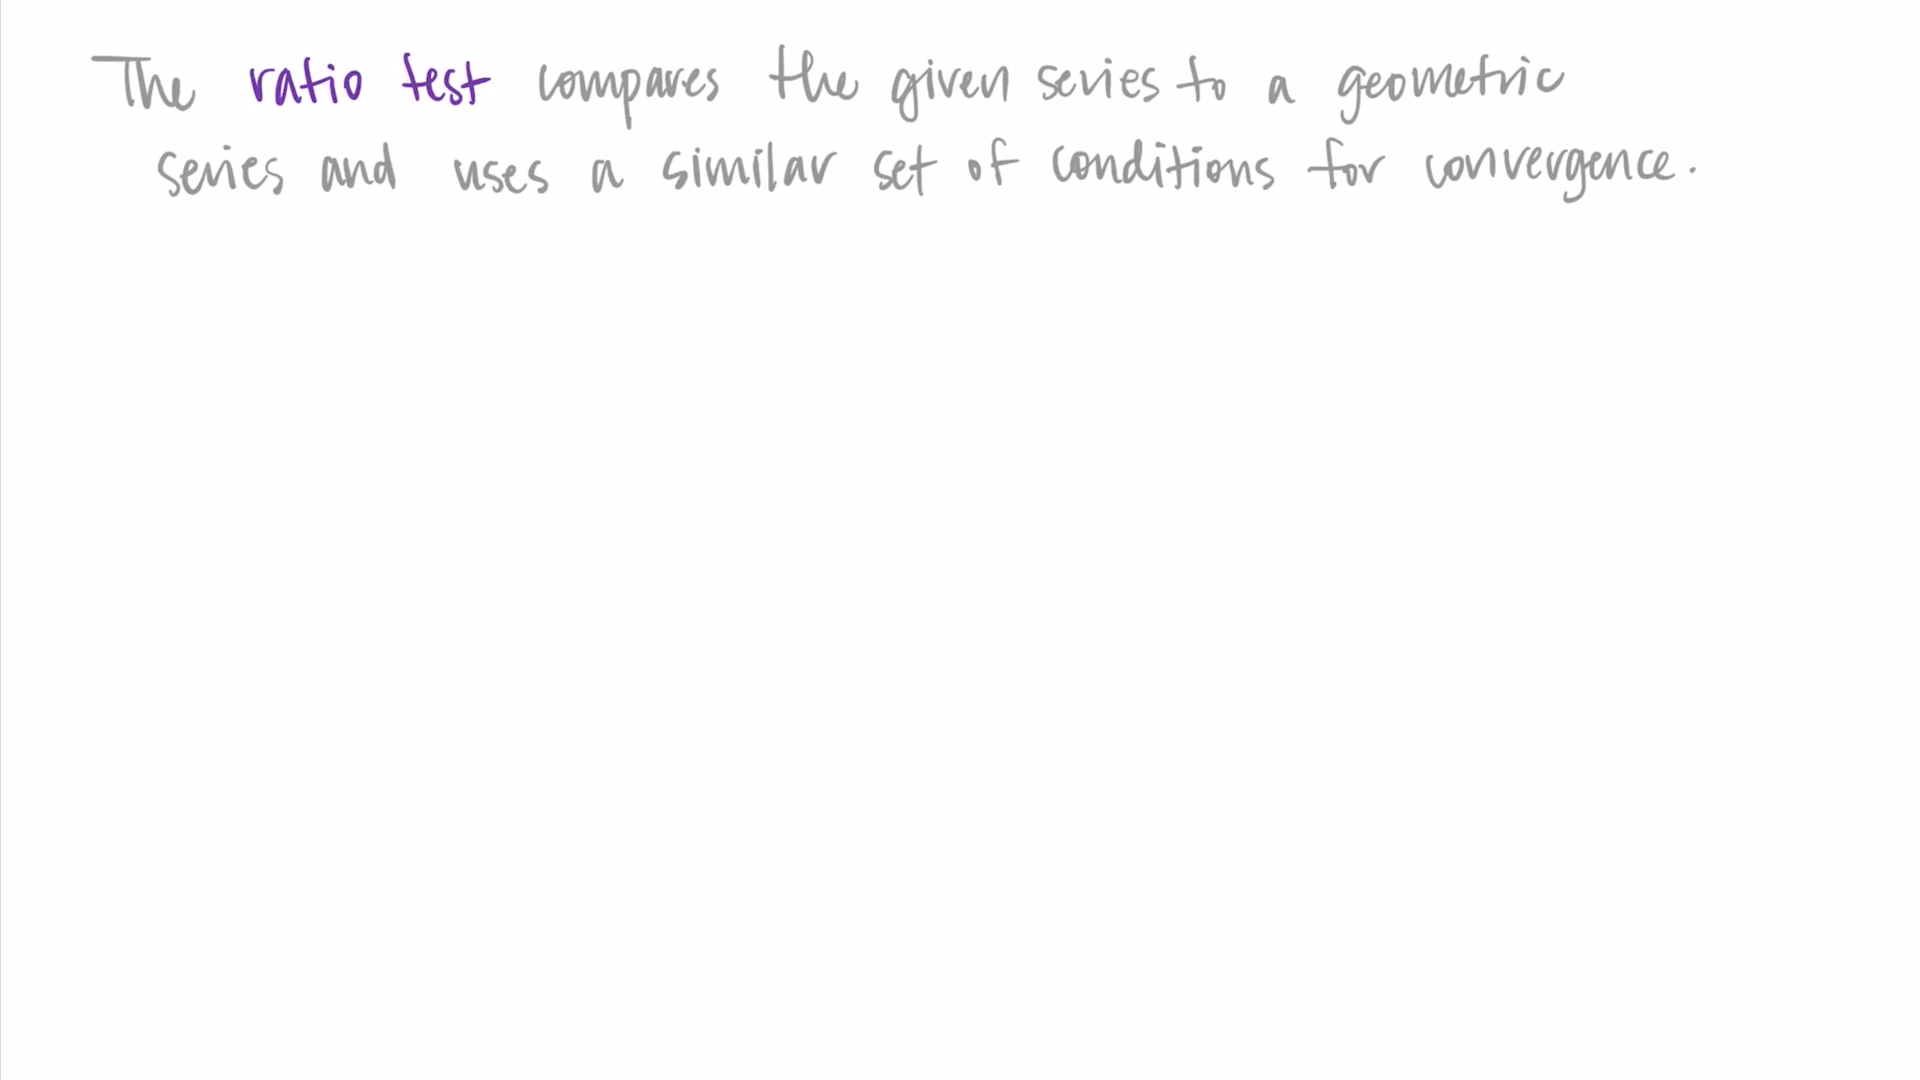 The ratio test compares the given series to a geometric
series and uses a similar set of conditions for convergence.